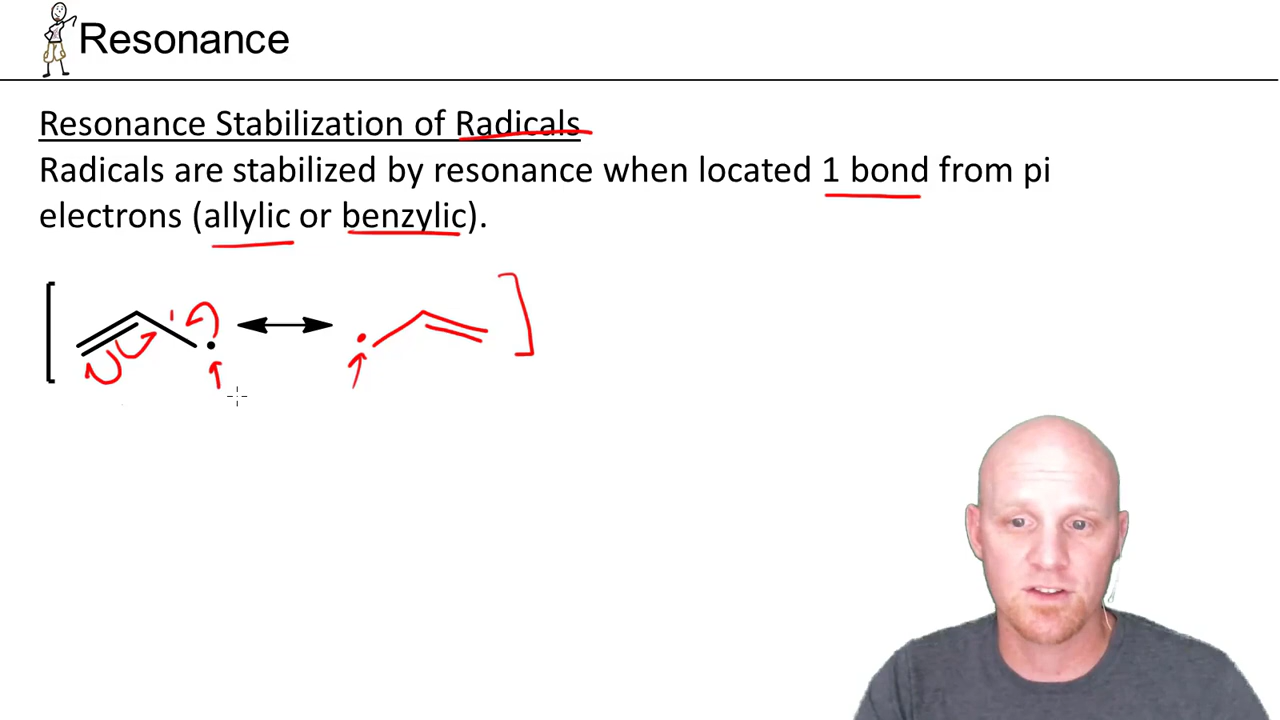 Resonance
Resonance Stabilization of Radicals
Radicals are stabilized by resonance when located 1 bond from pi
electrons (allylic or benzylic).